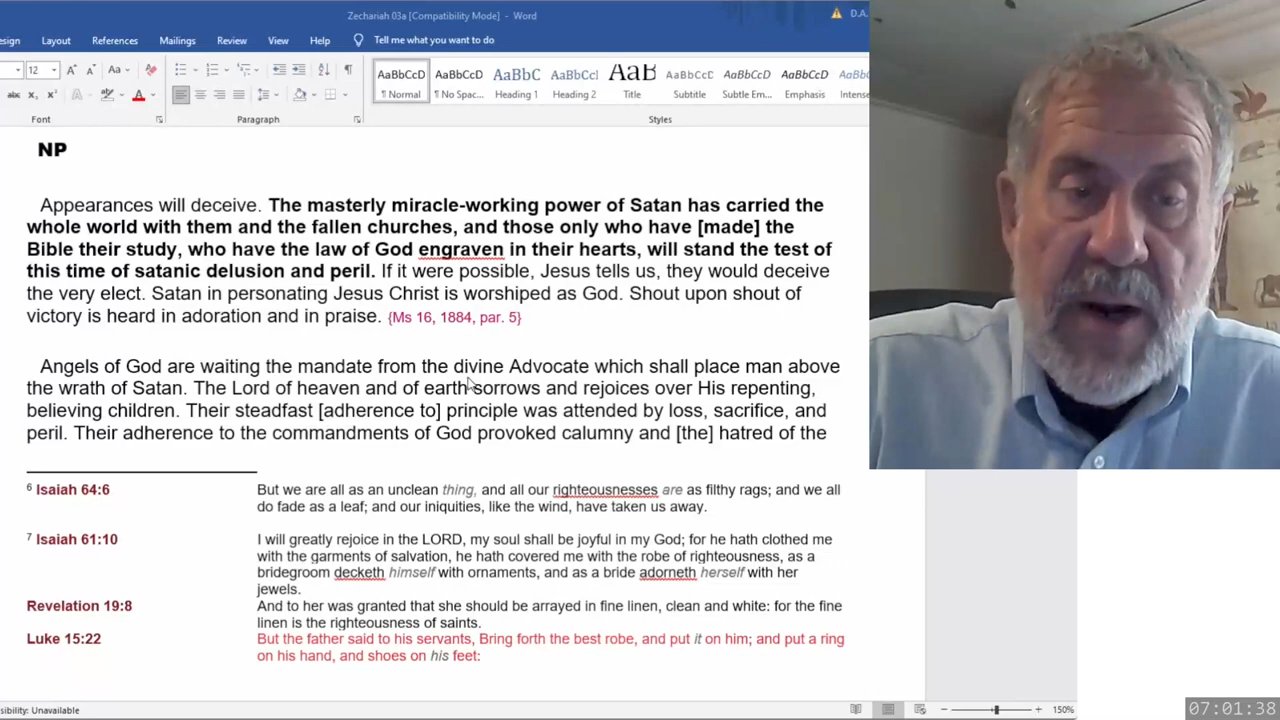 Zechariah 03a [Compatibility Mode] - Word
D.A.
esign Layout References Mailings Review View Help Tell me what you want to do
12 Aa
AaBbCcD AaBbCcD AaBbC AaBbCcI AaB AaBbCcD AaBbCcD AaBbCcD AaBbC
¶ Normal ¶ No Spac... Heading 1 Heading 2 Title Subtitle Subtle Em... Emphasis Intense
Font Paragraph Styles
NP
Appearances will deceive. The masterly miracle-working power of Satan has carried the
whole world with them and the fallen churches, and those only who have [made] the
Bible their study, who have the law of God engraven in their hearts, will stand the test of
this time of satanic delusion and peril. If it were possible, Jesus tells us, they would deceive
the very elect. Satan in personating Jesus Christ is worshiped as God. Shout upon shout of
victory is heard in adoration and in praise. {Ms 16, 1884, par. 5}
Angels of God are waiting the mandate from the divine Advocate which shall place man above
the wrath of Satan. The Lord of heaven and of earth sorrows and rejoices over His repenting,
believing children. Their steadfast [adherence to] principle was attended by loss, sacrifice, and
peril. Their adherence to the commandments of God provoked calumny and [the] hatred of the
6 Isaiah 64:6 But we are all as an unclean thing, and all our righteousnesses are as filthy rags; and we all
do fade as a leaf; and our iniquities, like the wind, have taken us away.
7 Isaiah 61:10 I will greatly rejoice in the LORD, my soul shall be joyful in my God; for he hath clothed me
with the garments of salvation, he hath covered me with the robe of righteousness, as a
bridegroom decketh himself with ornaments, and as a bride adorneth herself with her
jewels.
Revelation 19:8 And to her was granted that she should be arrayed in fine linen, clean and white: for the fine
linen is the righteousness of saints.
Luke 15:22 But the father said to his servants, Bring forth the best robe, and put it on him; and put a ring
on his hand, and shoes on his feet:
sibility: Unavailable
150%
07:01:38